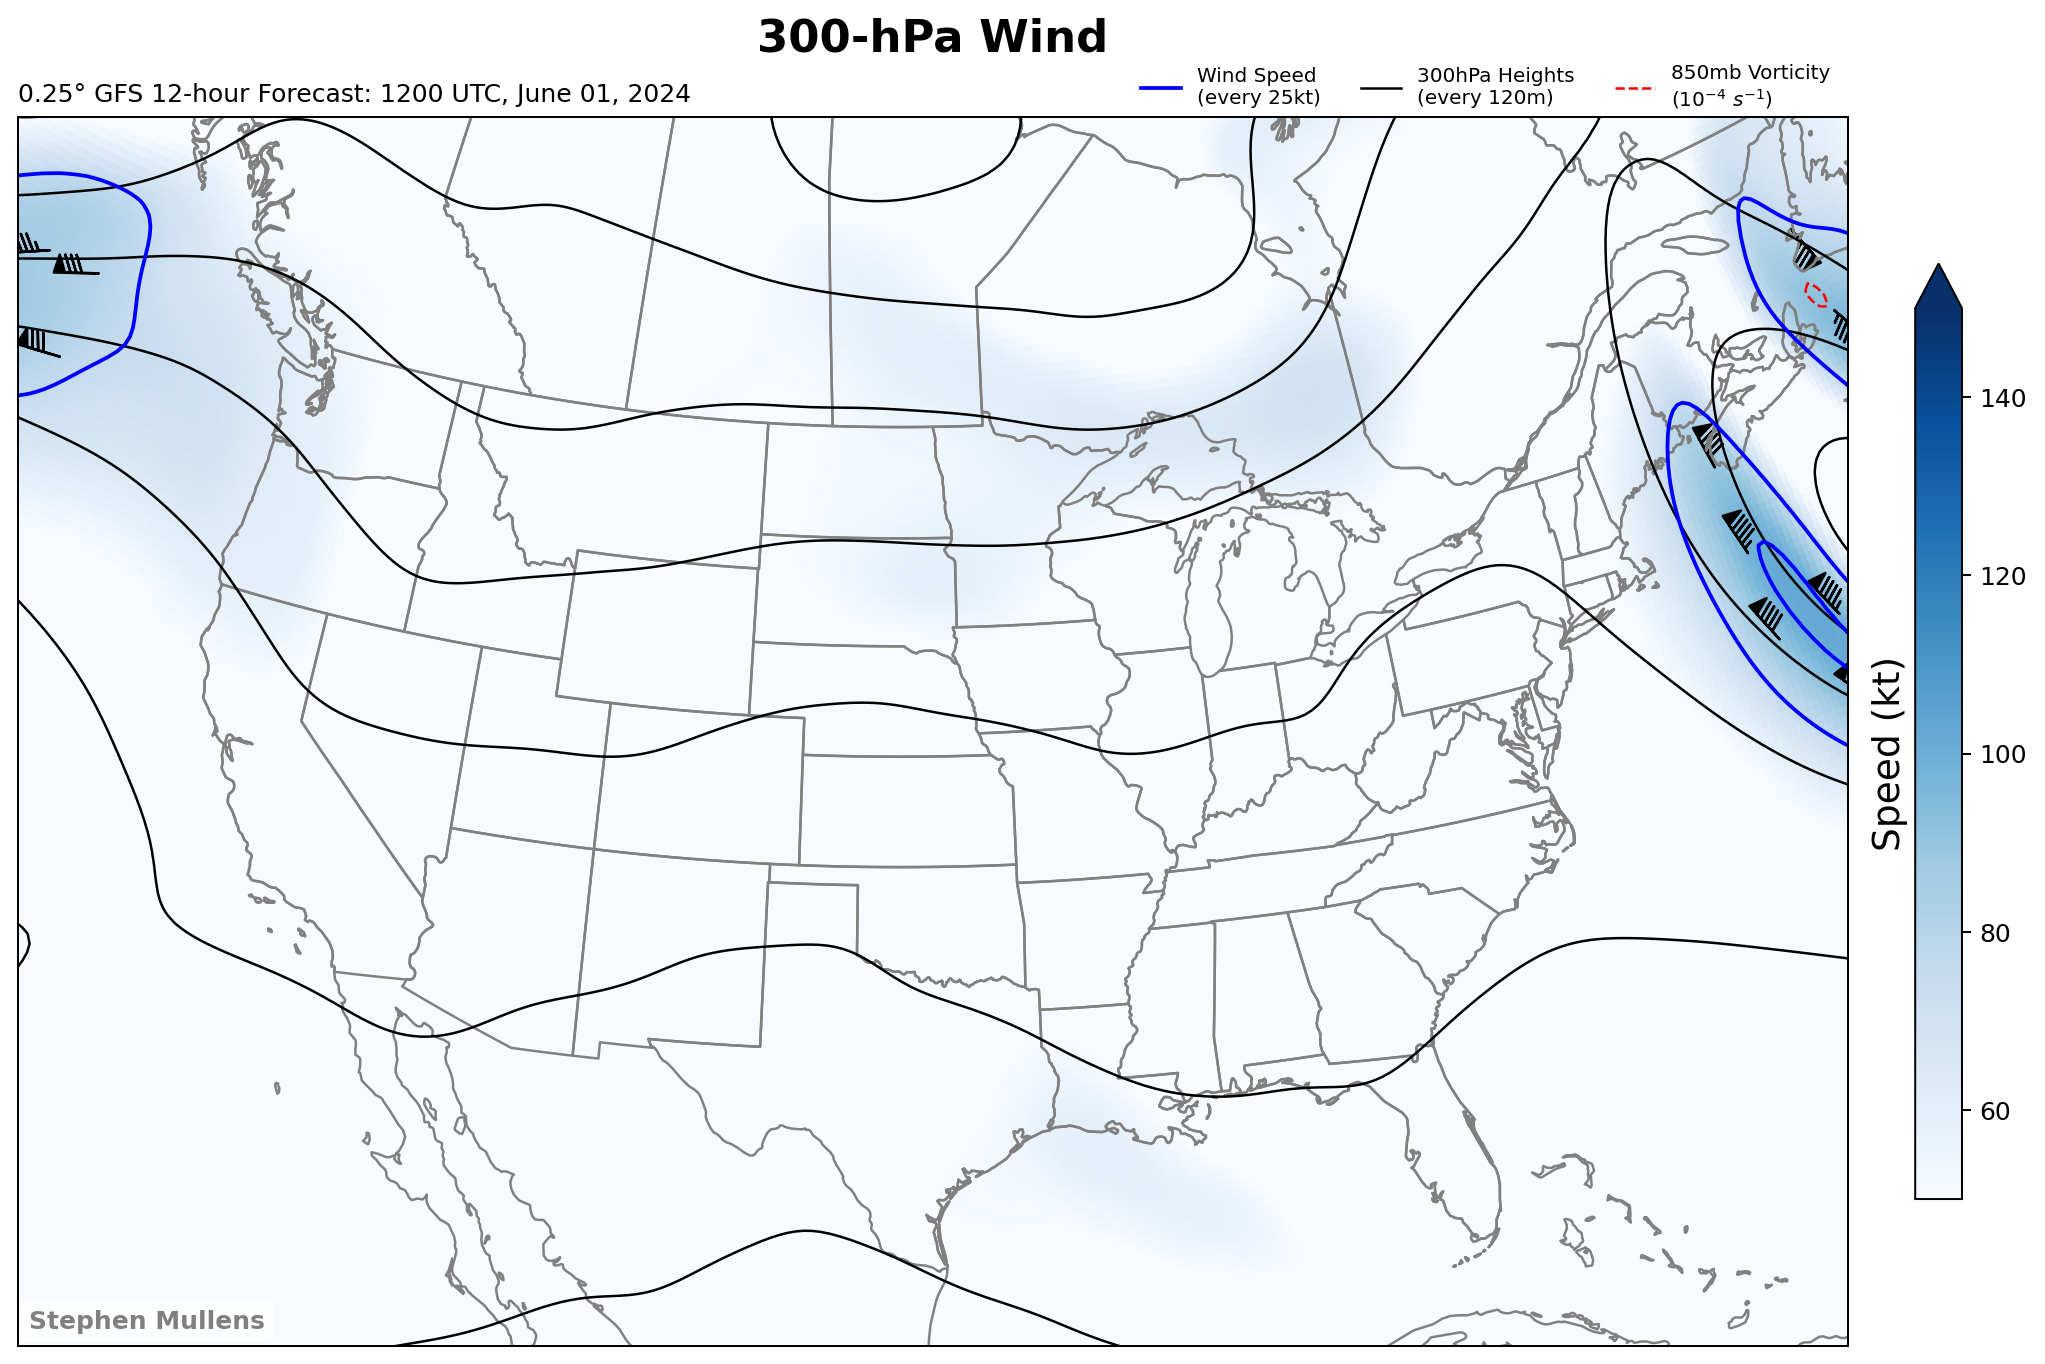 300-hPa Wind
0.25° GFS 12-hour Forecast: 1200 UTC, June 01, 2024
Wind Speed
(every 25kt)
300hPa Heights
(every 120m)
850mb Vorticity
(10⁻⁴ s⁻¹)
140
120
100
80
60
Speed (kt)
Stephen Mullens